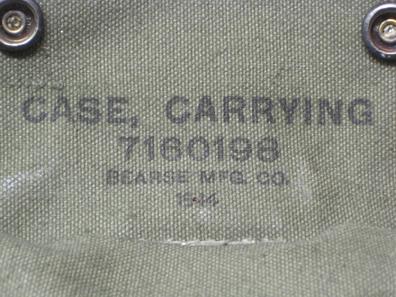 CASE, CARRYING
7160198
BEARSE MFG. CO.
1944